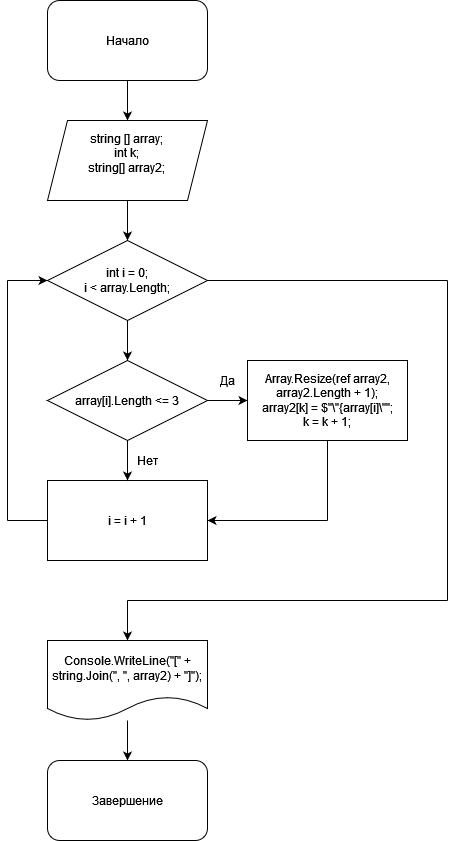 Начало
string [] array;
int k;
string[] array2;
int i = 0;
i < array.Length;
array[i].Length <= 3
Да
Array.Resize(ref array2,
array2.Length + 1);
array2[k] = $"\"{array[i]\"";
k = k + 1;
Нет
i = i + 1
Console.WriteLine("[" +
string.Join(", ", array2) + "]");
Завершение